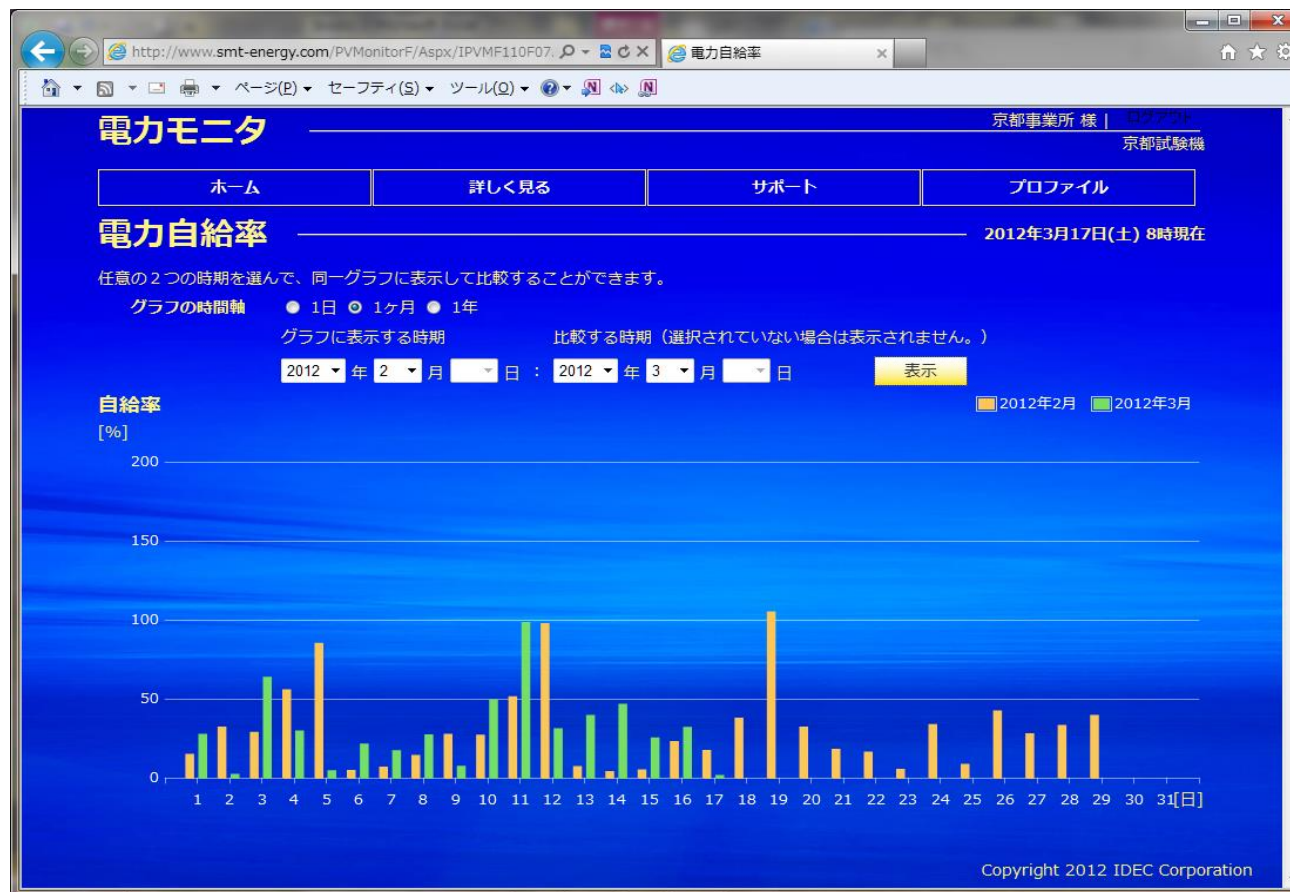 http://www.smt-energy.com/PVMonitorF/Aspx/IPVMF110F07.
電力自給率
ページ(P) セーフティ(S) ツール(O)
電力モニタ
京都事業所 様 | ログアウト
京都試験機
ホーム 詳しく見る サポート プロファイル
電力自給率
2012年3月17日(土) 8時現在
任意の2つの時期を選んで、同一グラフに表示して比較することができます。
グラフの時間軸 1日 1ヶ月 1年
グラフに表示する時期 比較する時期(選択されていない場合は表示されません。)
2012 年 2 月 日 : 2012 年 3 月 日 表示
自給率
2012年2月 2012年3月
[%]
200
150
100
50
0
1 2 3 4 5 6 7 8 9 10 11 12 13 14 15 16 17 18 19 20 21 22 23 24 25 26 27 28 29 30 31[日]
Copyright 2012 IDEC Corporation